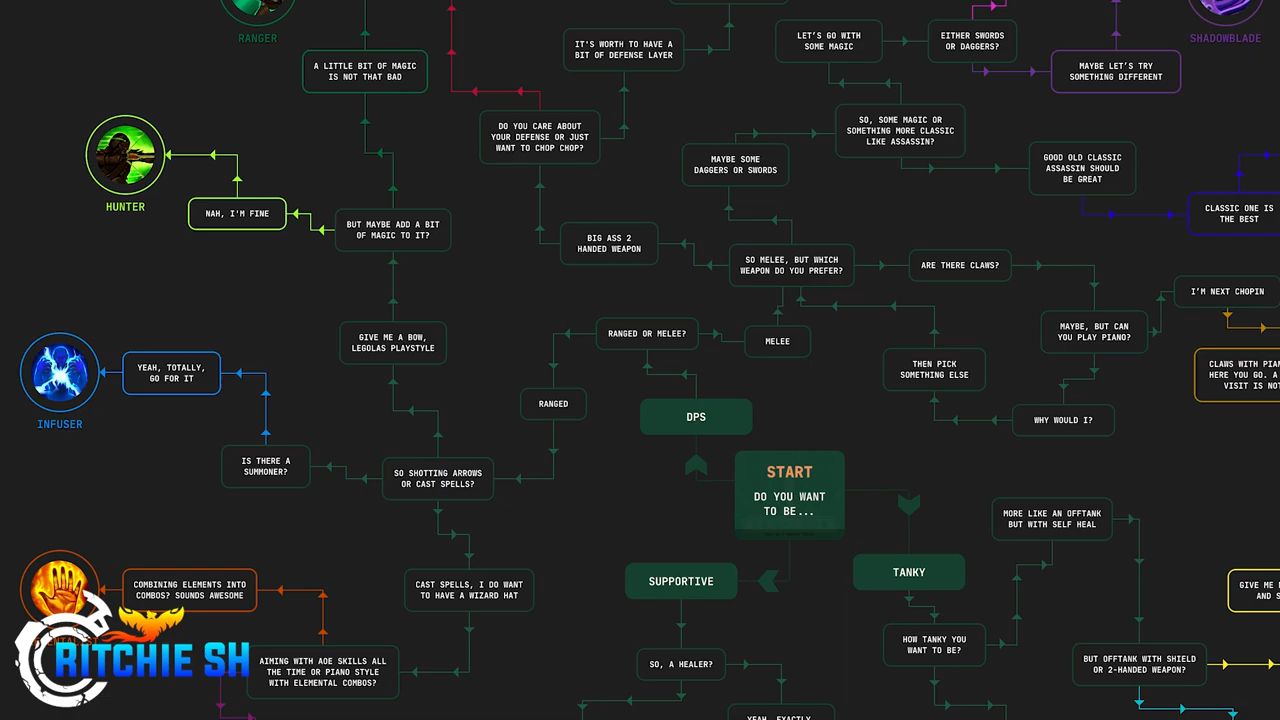 RANGER
A LITTLE BIT OF MAGIC
IS NOT THAT BAD
IT'S WORTH TO HAVE A
BIT OF DEFENSE LAYER
LET'S GO WITH
SOME MAGIC
EITHER SWORDS
OR DAGGERS?
SHADOWBLADE
MAYBE LET'S TRY
SOMETHING DIFFERENT
DO YOU CARE ABOUT
YOUR DEFENSE OR JUST
WANT TO CHOP CHOP?
SO, SOME MAGIC OR
SOMETHING MORE CLASSIC
LIKE ASSASSIN?
MAYBE SOME
DAGGERS OR SWORDS
GOOD OLD CLASSIC
ASSASSIN SHOULD
BE GREAT
HUNTER
NAH, I'M FINE
BUT MAYBE ADD A BIT
OF MAGIC TO IT?
CLASSIC ONE IS
THE BEST
BIG ASS 2
HANDED WEAPON
SO MELEE, BUT WHICH
WEAPON DO YOU PREFER?
ARE THERE CLAWS?
I'M NEXT CHOPIN
GIVE ME A BOW,
LEGOLAS PLAYSTYLE
RANGED OR MELEE?
MELEE
MAYBE, BUT CAN
YOU PLAY PIANO?
YEAH, TOTALLY,
GO FOR IT
INFUSER
THEN PICK
SOMETHING ELSE
CLAWS WITH PIAN
HERE YOU GO. A
VISIT IS NOT
RANGED
DPS
WHY WOULD I?
IS THERE A
SUMMONER?
SO SHOTTING ARROWS
OR CAST SPELLS?
START
DO YOU WANT
TO BE...
MORE LIKE AN OFFTANK
BUT WITH SELF HEAL
COMBINING ELEMENTS INTO
COMBOS? SOUNDS AWESOME
CAST SPELLS, I DO WANT
TO HAVE A WIZARD HAT
SUPPORTIVE
TANKY
GIVE ME
AND S
RITCHIE SH
AIMING WITH AOE SKILLS ALL
THE TIME OR PIANO STYLE
WITH ELEMENTAL COMBOS?
SO, A HEALER?
HOW TANKY YOU
WANT TO BE?
BUT OFFTANK WITH SHIELD
OR 2-HANDED WEAPON?
YEAH, EXACTLY